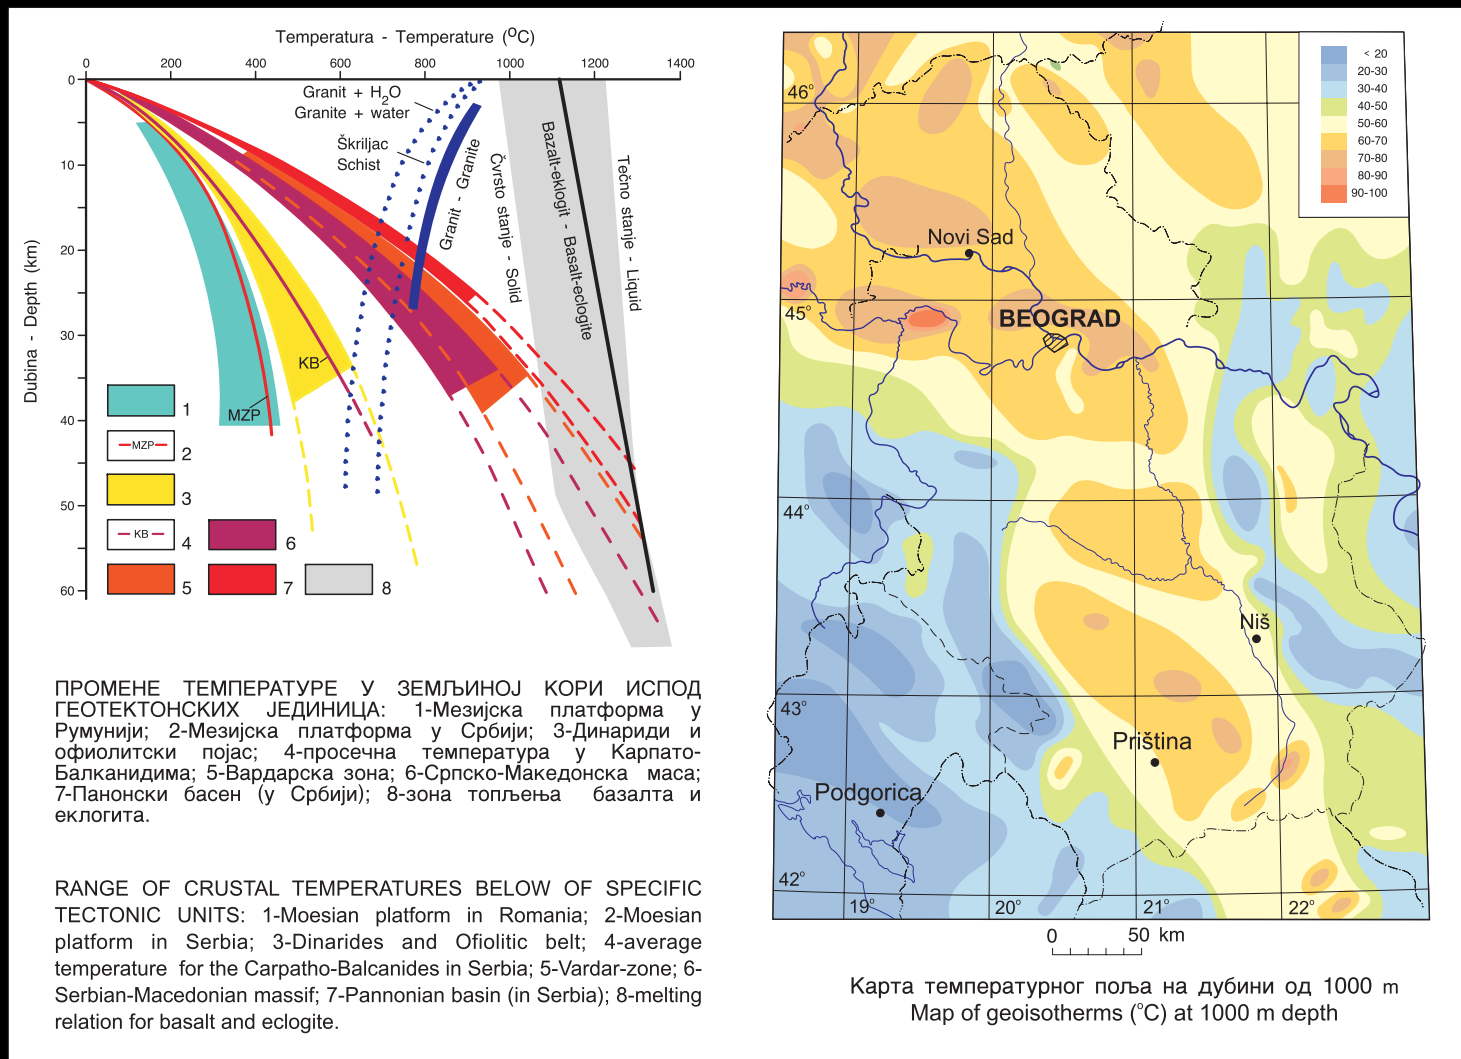 Temperatura - Temperature (°C)
0 200 400 600 800 1000 1200 1400
Dubina - Depth (km)
0
10
20
30
40
50
60
Granit + H2O
Granite + water
Škriljac
Schist
Granit - Granite
Čvrsto stanje - Solid
Bazalt-eklogit - Basalt-eclogite
Tečno stanje - Liquid
KB
MZP
1
MZP 2
3
KB 4
6
5
7
8
ПРОМЕНЕ ТЕМПЕРАТУРЕ У ЗЕМЉИНОЈ КОРИ ИСПОД
ГЕОТЕКТОНСКИХ ЈЕДИНИЦА: 1-Мезијска платформа у
Румунији; 2-Мезијска платформа у Србији; 3-Динариди и
офиолитски појас; 4-просечна температура у Карпато-
Балканидима; 5-Вардарска зона; 6-Српско-Македонска маса;
7-Панонски басен (у Србији); 8-зона топљења базалта и
еклогита.
RANGE OF CRUSTAL TEMPERATURES BELOW OF SPECIFIC
TECTONIC UNITS: 1-Moesian platform in Romania; 2-Moesian
platform in Serbia; 3-Dinarides and Ofiolitic belt; 4-average
temperature for the Carpatho-Balcanides in Serbia; 5-Vardar-zone; 6-
Serbian-Macedonian massif; 7-Pannonian basin (in Serbia); 8-melting
relation for basalt and eclogite.
< 20
20-30
30-40
40-50
50-60
60-70
70-80
80-90
90-100
46°
Novi Sad
45°
BEOGRAD
44°
Niš
43°
Priština
Podgorica
42°
19° 20° 21° 22°
0 50 km
Карта температурног поља на дубини од 1000 m
Map of geoisotherms (°C) at 1000 m depth